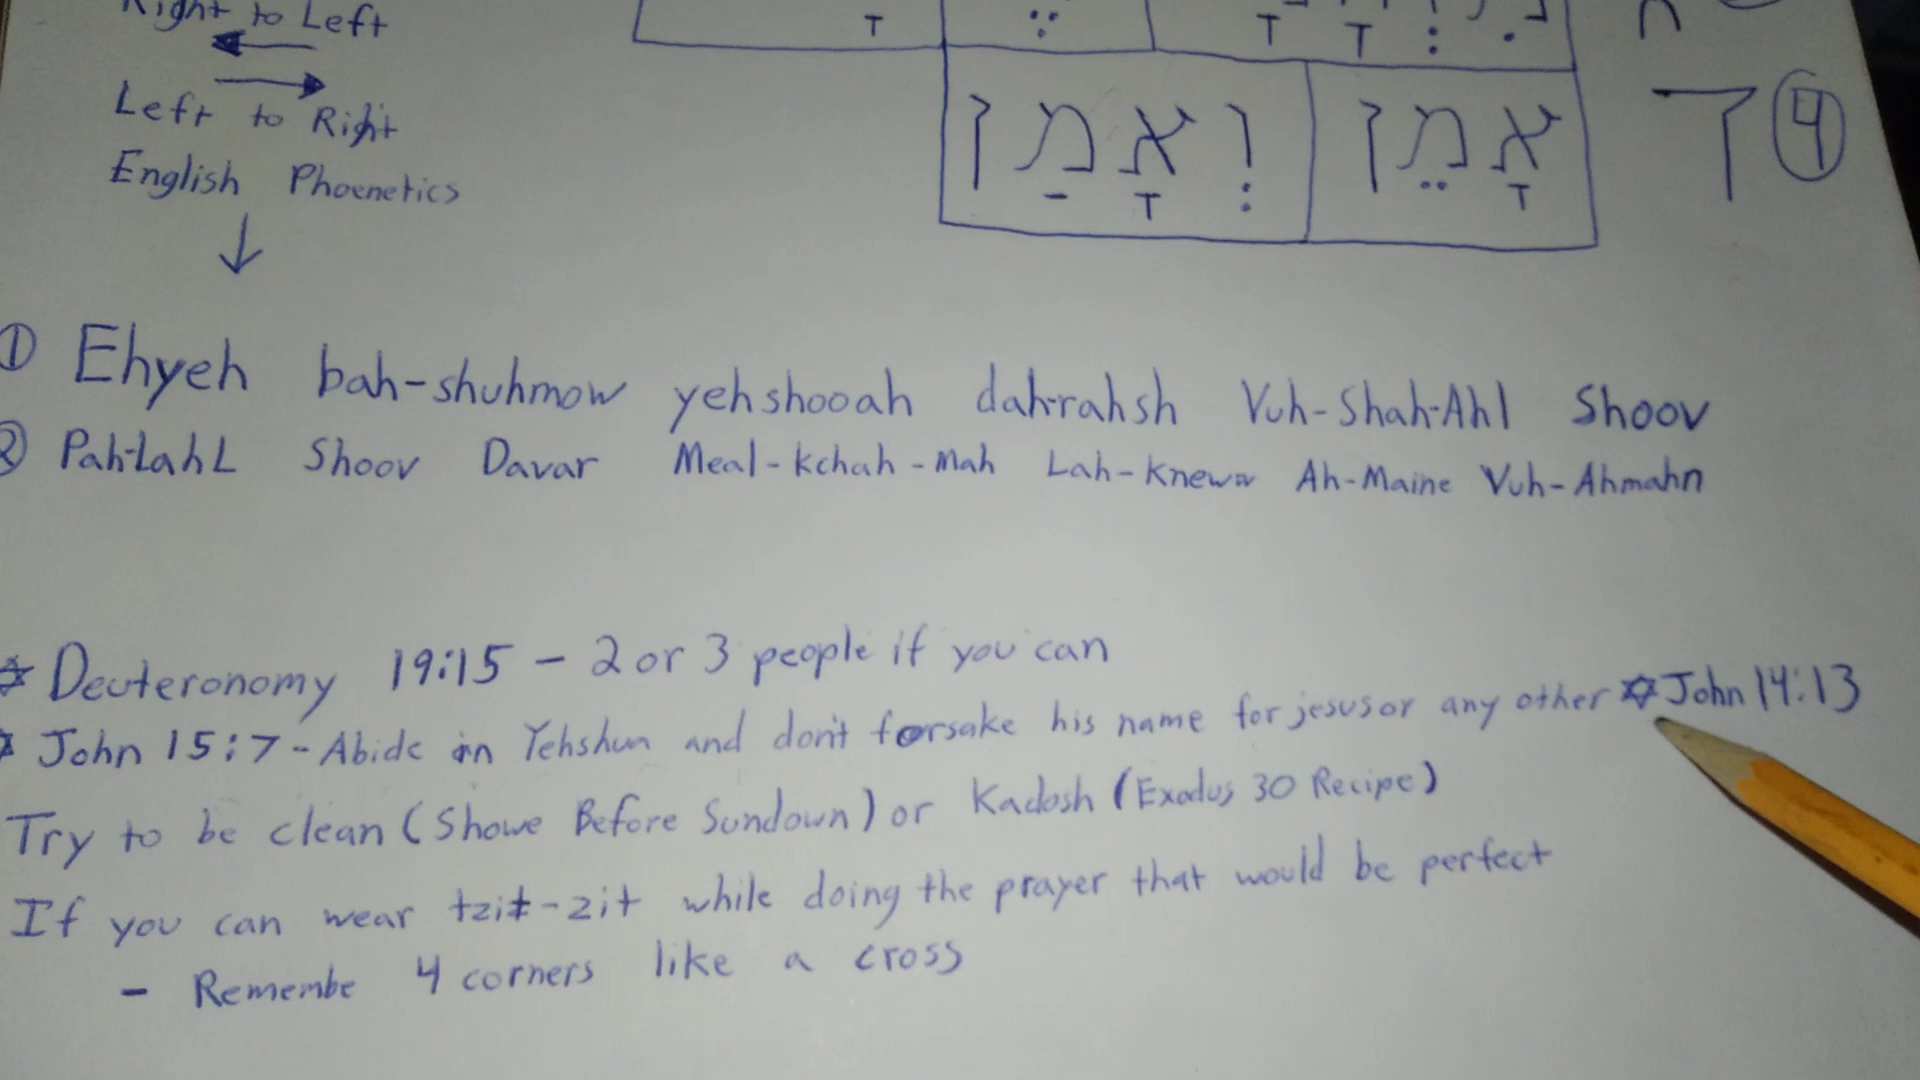 Right to Left
Left to Right
English Phoenetics
אָמֵן וְאָמַן
ך ④
① Ehyeh bah-shuhmow yehshooah dah-rahsh Vuh-Shah-Ahl Shoov
② Pah-LahL Shoov Davar Meal-kchah-mah Lah-knew Ah-Maine Vuh-Ahmahn
✡ Deuteronomy 19:15 - 2 or 3 people if you can
✡ John 15:7 - Abide in Yehshua and don't forsake his name for jesus or any other ✡ John 14:13
Try to be clean (Showe Before Sundown) or Kadosh (Exodus 30 Recipe)
If you can wear tzit-zit while doing the prayer that would be perfect
- Remembe 4 corners like a cross